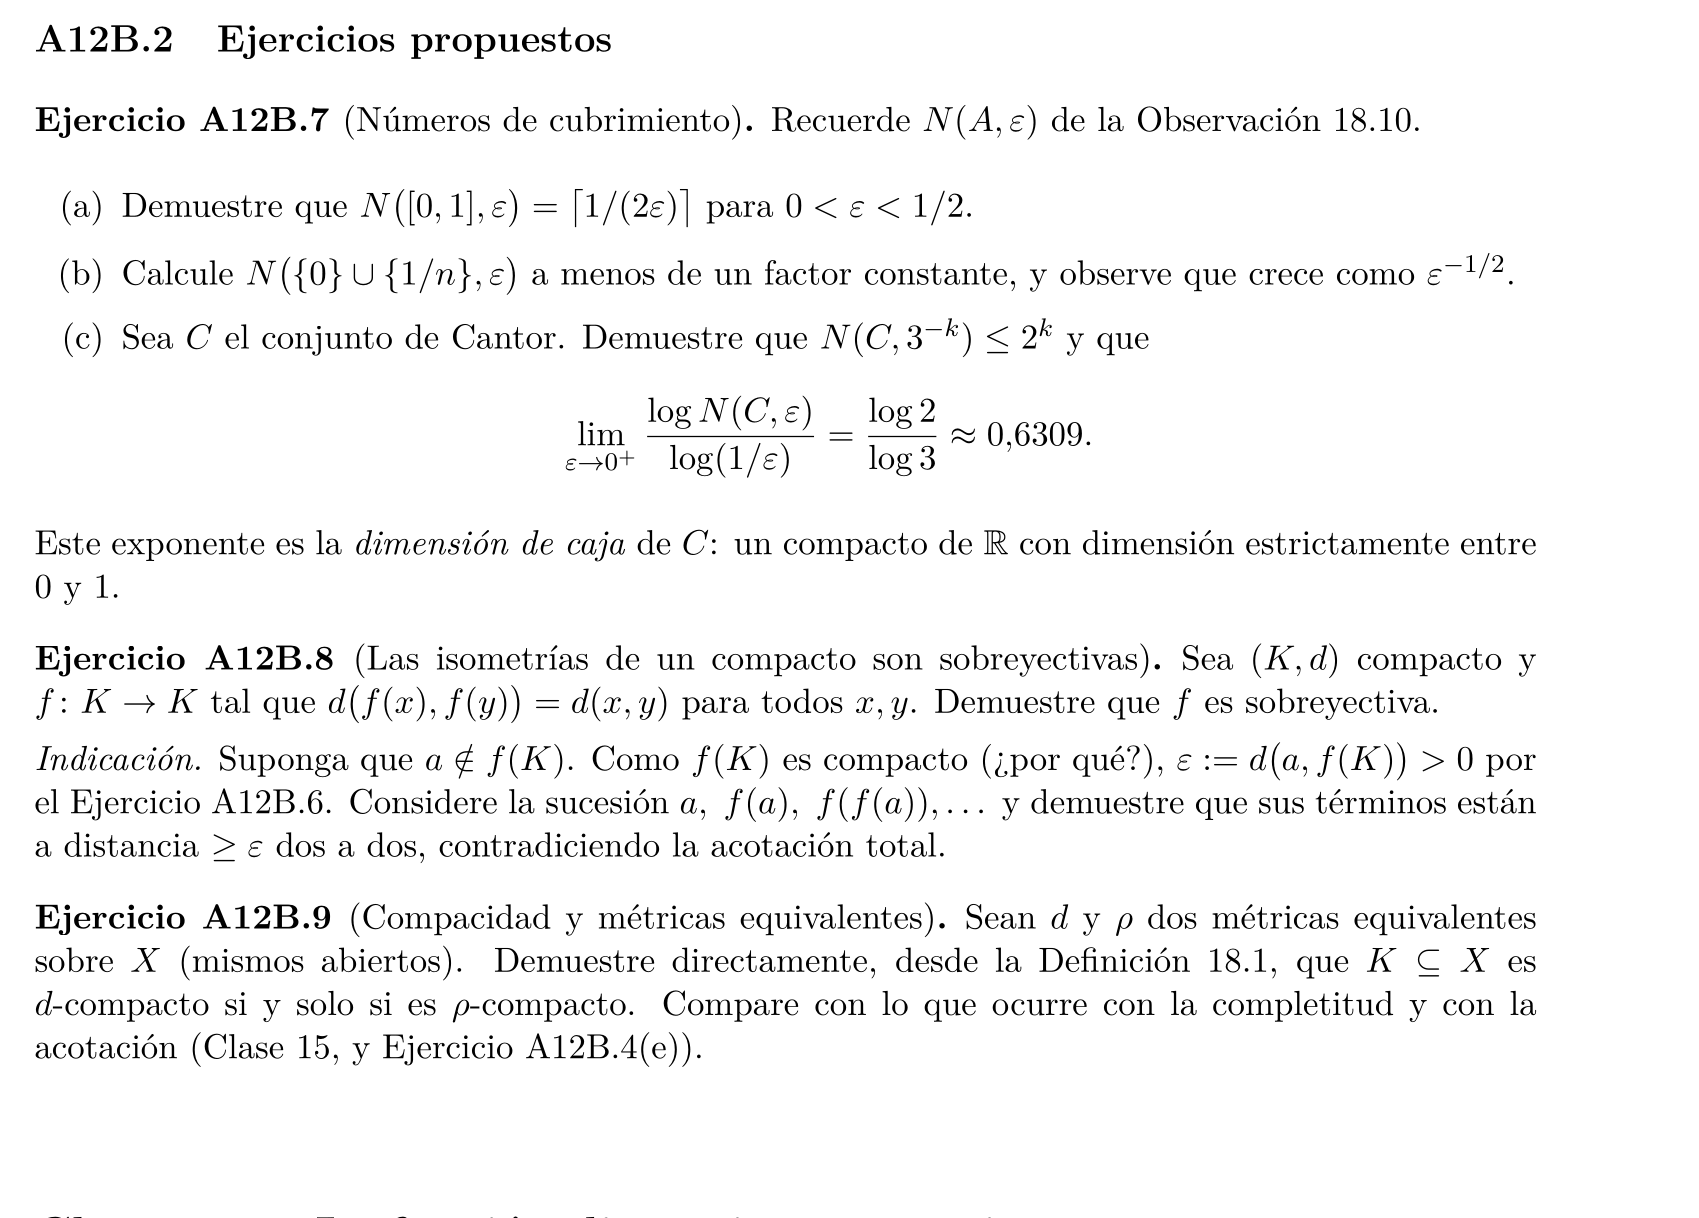 A12B.2 Ejercicios propuestos
Ejercicio A12B.7 (Números de cubrimiento). Recuerde N(A, ε) de la Observación 18.10.
(a) Demuestre que N([0, 1], ε) = ⌈1/(2ε)⌉ para 0 < ε < 1/2.
(b) Calcule N({0} ∪ {1/n}, ε) a menos de un factor constante, y observe que crece como ε^{−1/2}.
(c) Sea C el conjunto de Cantor. Demuestre que N(C, 3^{−k}) ≤ 2^k y que
lim_{ε→0^+} log N(C, ε) / log(1/ε) = log 2 / log 3 ≈ 0,6309.
Este exponente es la dimensión de caja de C: un compacto de ℝ con dimensión estrictamente entre
0 y 1.
Ejercicio A12B.8 (Las isometrías de un compacto son sobreyectivas). Sea (K, d) compacto y
f : K → K tal que d(f(x), f(y)) = d(x, y) para todos x, y. Demuestre que f es sobreyectiva.
Indicación. Suponga que a ∉ f(K). Como f(K) es compacto (¿por qué?), ε := d(a, f(K)) > 0 por
el Ejercicio A12B.6. Considere la sucesión a, f(a), f(f(a)), . . . y demuestre que sus términos están
a distancia ≥ ε dos a dos, contradiciendo la acotación total.
Ejercicio A12B.9 (Compacidad y métricas equivalentes). Sean d y ρ dos métricas equivalentes
sobre X (mismos abiertos). Demuestre directamente, desde la Definición 18.1, que K ⊆ X es
d-compacto si y solo si es ρ-compacto. Compare con lo que ocurre con la completitud y con la
acotación (Clase 15, y Ejercicio A12B.4(e)).